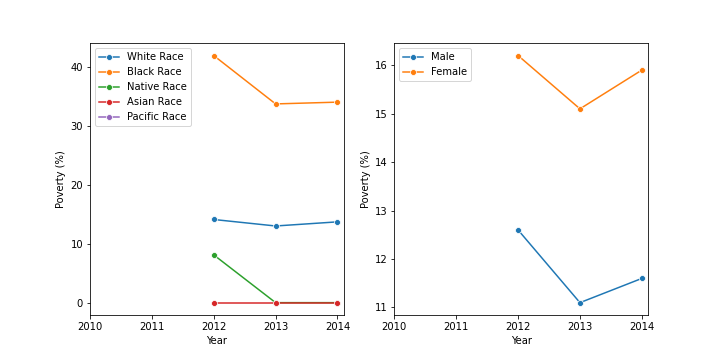 White Race
Black Race
Native Race
Asian Race
Pacific Race
40
30
20
10
0
Poverty (%)
2010 2011 2012 2013 2014
Year
Male
Female
16
15
14
13
12
11
Poverty (%)
2010 2011 2012 2013 2014
Year